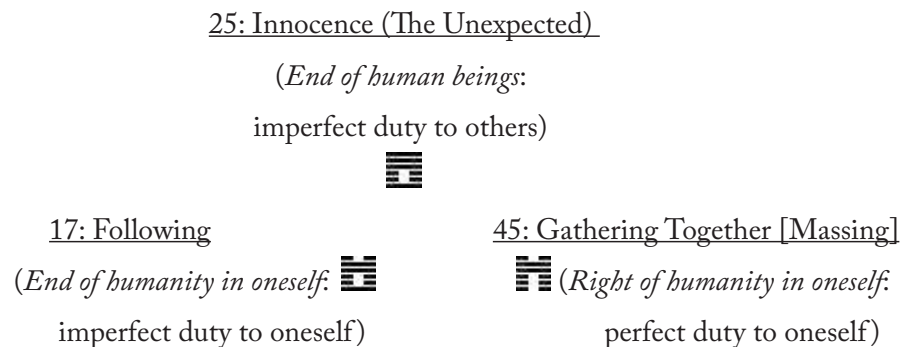 25: Innocence (The Unexpected)
(End of human beings:
imperfect duty to others)
17: Following
45: Gathering Together [Massing]
(End of humanity in oneself:
(Right of humanity in oneself:
imperfect duty to oneself)
perfect duty to oneself)